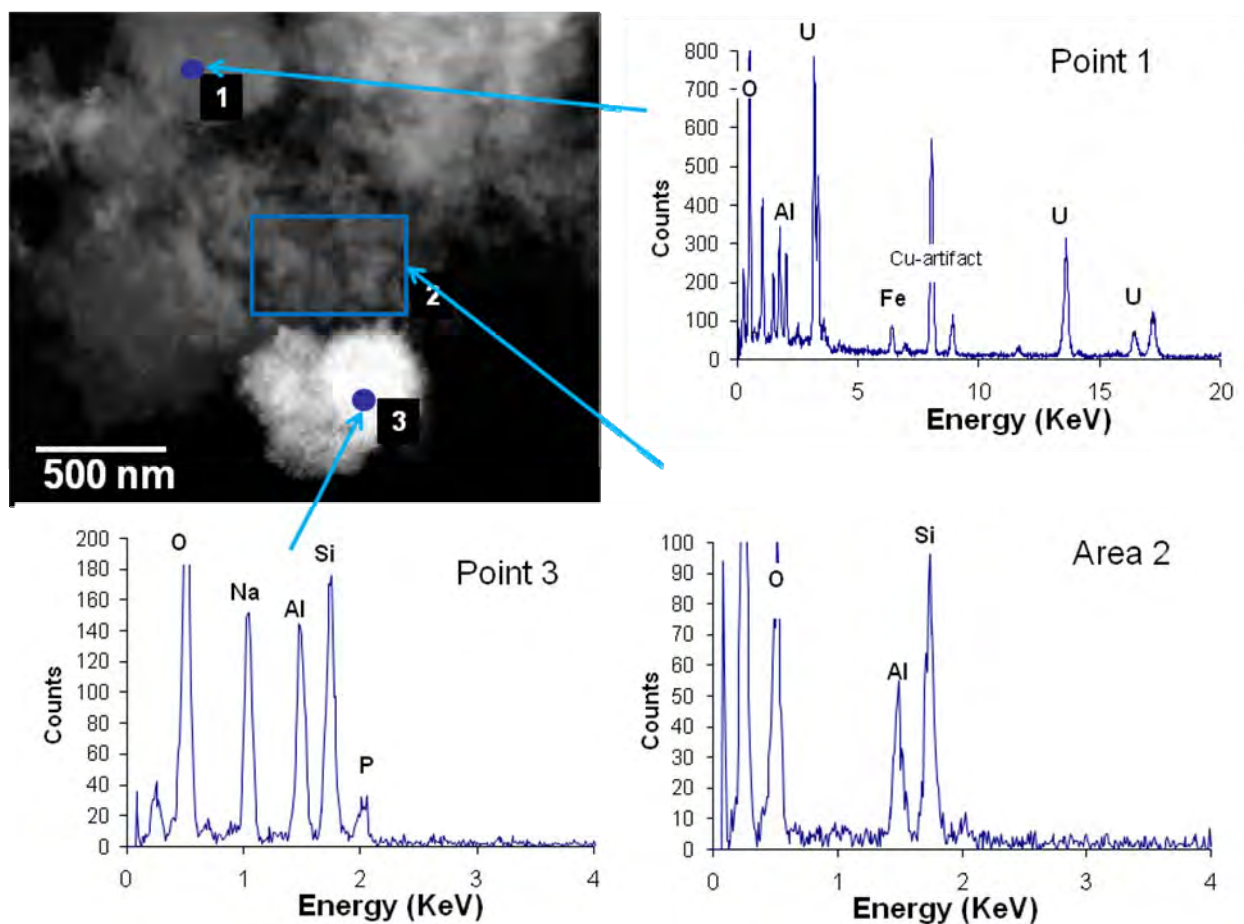 1
2
3
500 nm
Point 1
U
O
Al
Fe
Cu-artifact
U
U
800
700
600
500
400
300
200
100
0
Counts
0 5 10 15 20
Energy (KeV)
Point 3
O
Na
Al
Si
P
200
180
160
140
120
100
80
60
40
20
0
Counts
0 1 2 3 4
Energy (KeV)
Area 2
O
Al
Si
100
90
80
70
60
50
40
30
20
10
0
Counts
0 1 2 3 4
Energy (KeV)